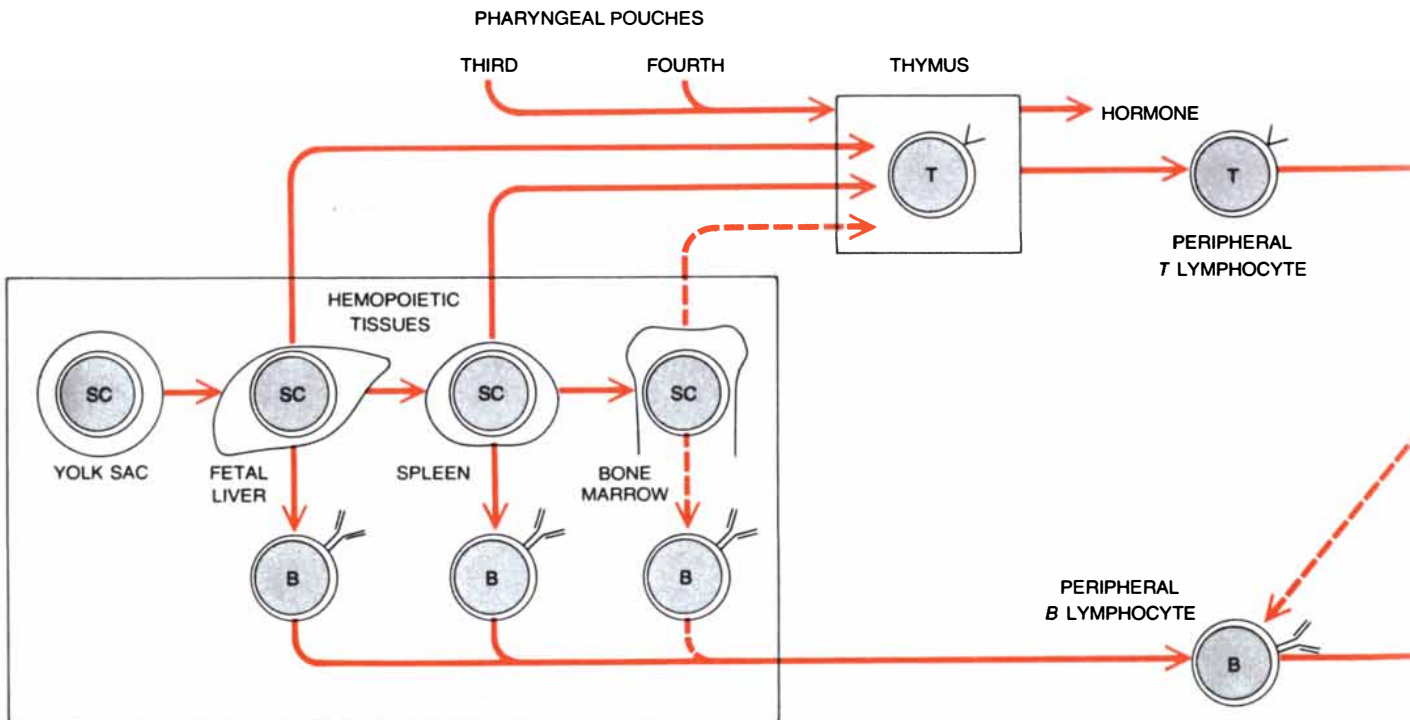 PHARYNGEAL POUCHES
THIRD
FOURTH
THYMUS
HORMONE
T
T
PERIPHERAL
T LYMPHOCYTE
HEMOPOIETIC
TISSUES
SC
SC
SC
SC
YOLK SAC
FETAL
LIVER
SPLEEN
BONE
MARROW
B
B
B
PERIPHERAL
B LYMPHOCYTE
B